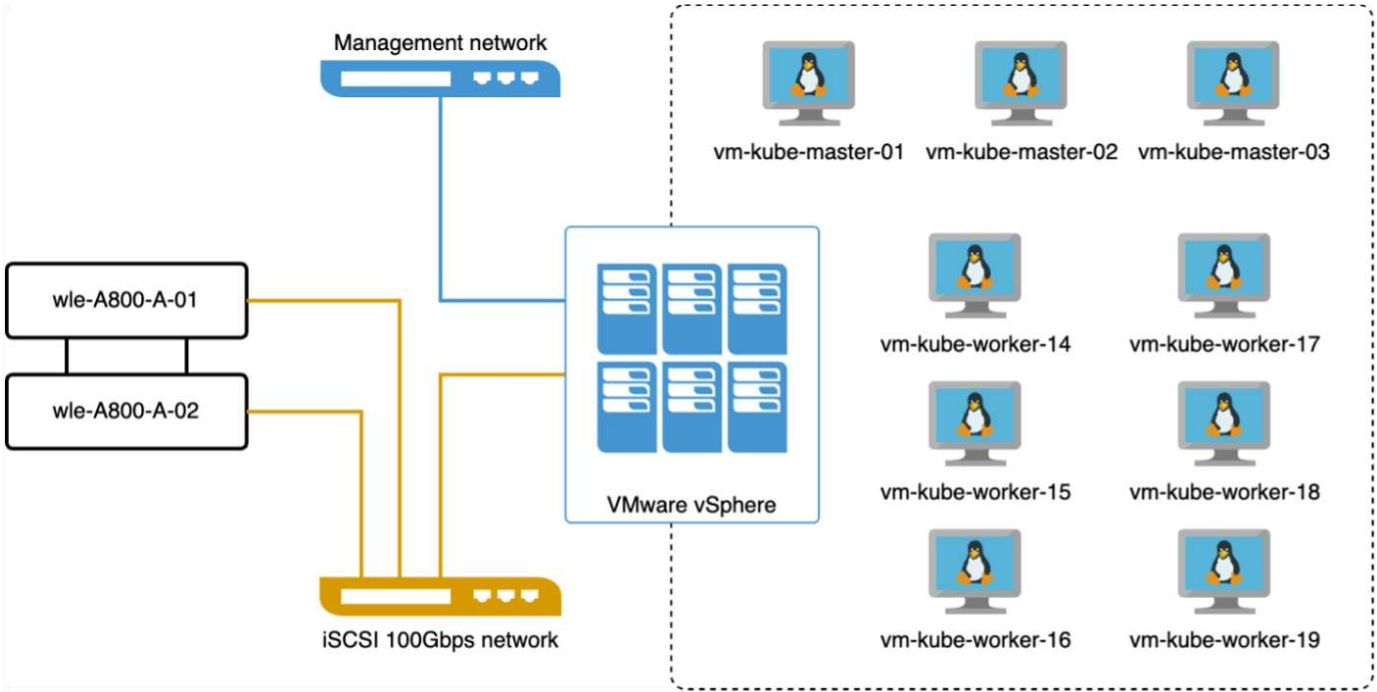 Management network
vm-kube-master-01 vm-kube-master-02 vm-kube-master-03
wle-A800-A-01
wle-A800-A-02
VMware vSphere
iSCSI 100Gbps network
vm-kube-worker-14 vm-kube-worker-17
vm-kube-worker-15 vm-kube-worker-18
vm-kube-worker-16 vm-kube-worker-19